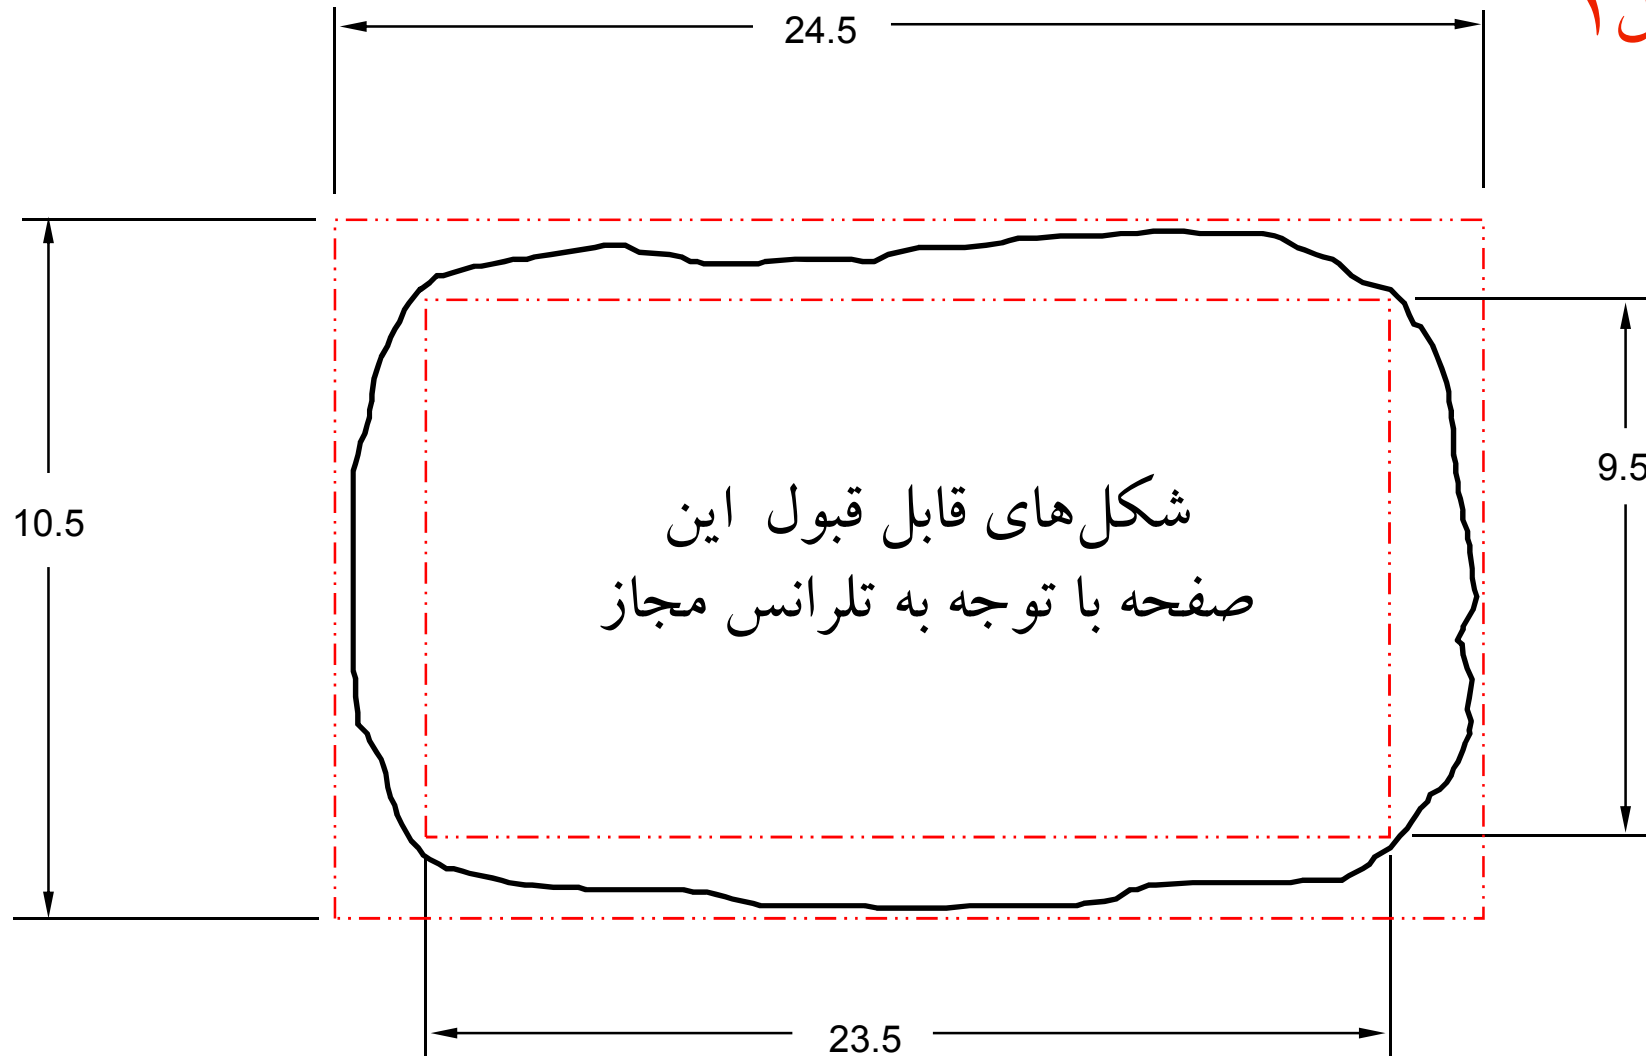 24.5
10.5
9.5
شکل‌های قابل قبول این
صفحه با توجه به تلرانس مجاز
23.5